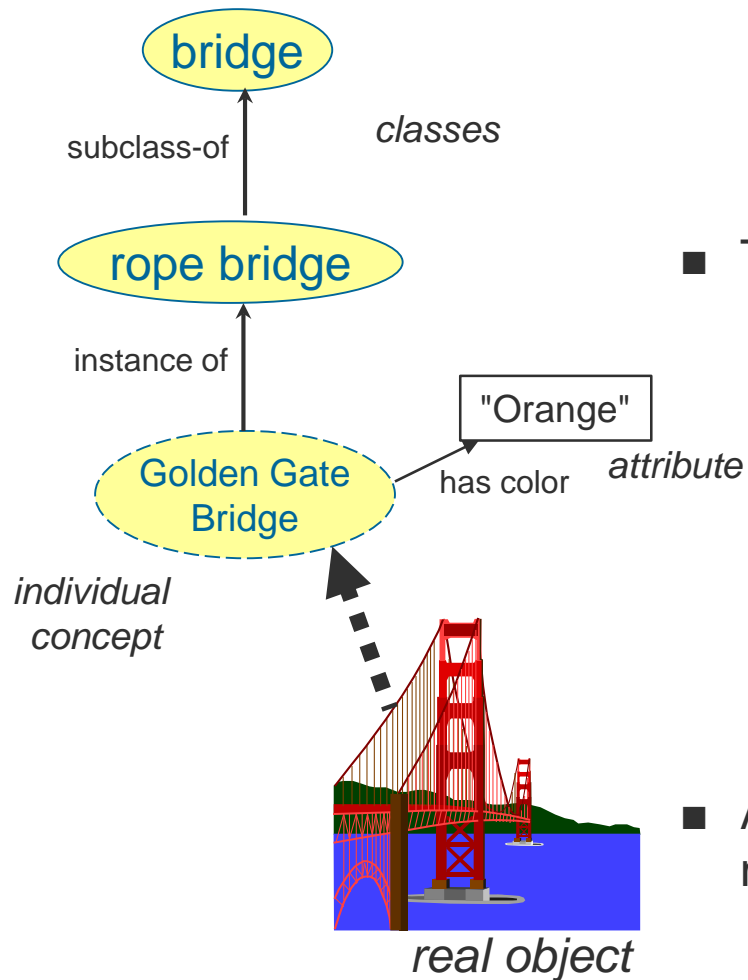 bridge
subclass-of
classes
rope bridge
instance of
"Orange"
Golden Gate
Bridge
has color
attribute
individual
concept
real object